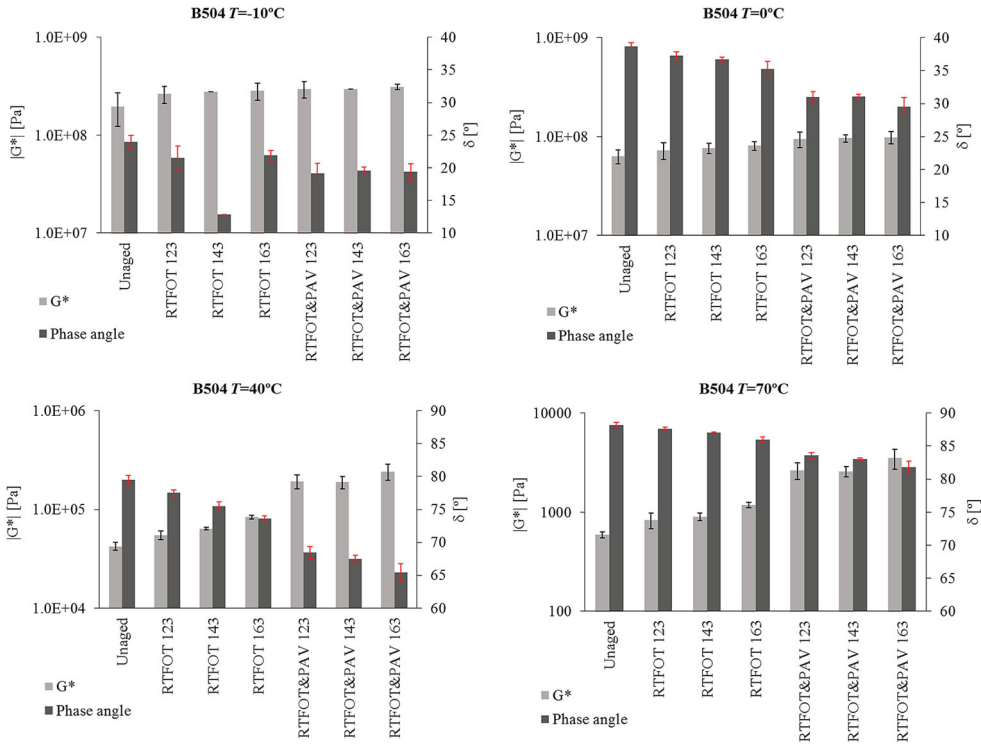 B504 T=-10ºC
1.0E+09
1.0E+08
1.0E+07
|G*| [Pa]
40
35
30
25
20
15
10
δ [º]
Unaged
RTFOT 123
RTFOT 143
RTFOT 163
RTFOT&PAV 123
RTFOT&PAV 143
RTFOT&PAV 163
G*
Phase angle
B504 T=0ºC
1.0E+09
1.0E+08
1.0E+07
|G*| [Pa]
40
35
30
25
20
15
10
δ [º]
Unaged
RTFOT 123
RTFOT 143
RTFOT 163
RTFOT&PAV 123
RTFOT&PAV 143
RTFOT&PAV 163
G*
Phase angle
B504 T=40ºC
1.0E+06
1.0E+05
1.0E+04
|G*| [Pa]
90
85
80
75
70
65
60
δ [º]
Unaged
RTFOT 123
RTFOT 143
RTFOT 163
RTFOT&PAV 123
RTFOT&PAV 143
RTFOT&PAV 163
G*
Phase angle
B504 T=70ºC
10000
1000
100
|G*| [Pa]
90
85
80
75
70
65
60
δ [º]
Unaged
RTFOT 123
RTFOT 143
RTFOT 163
RTFOT&PAV 123
RTFOT&PAV 143
RTFOT&PAV 163
G*
Phase angle